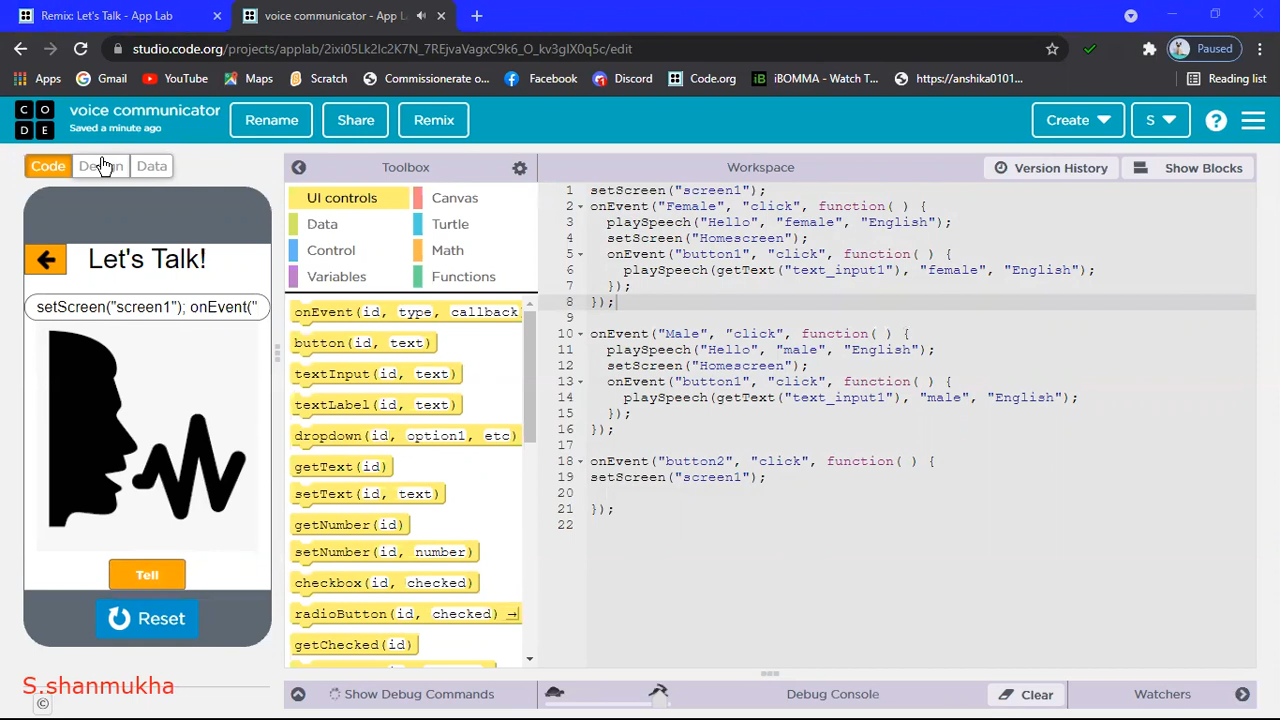 Remix: Let's Talk - App Lab
voice communicator - App L
studio.code.org/projects/applab/2ixi05Lk2Ic2K7N_7REjvaVagxC9k6_O_kv3gIX0q5c/edit
Paused
Apps Gmail YouTube Maps Scratch Commissionerate o... Facebook Discord Code.org iBOMMA - Watch T... https://anshika0101... Reading list
C O D E
voice communicator
Saved a minute ago
Rename Share Remix Create S ?
Code Data
Toolbox
Workspace
Version History
Show Blocks
Let's Talk!
setScreen("screen1"); onEvent("
Tell
Reset
UI controls Canvas
Data Turtle
Control Math
Variables Functions
onEvent(id, type, callback
button(id, text)
textInput(id, text)
textLabel(id, text)
dropdown(id, option1, etc)
getText(id)
setText(id, text)
getNumber(id)
setNumber(id, number)
checkbox(id, checked)
radioButton(id, checked)
getChecked(id)
1 setScreen("screen1");
2 onEvent("Female", "click", function( ) {
3 playSpeech("Hello", "female", "English");
4 setScreen("Homescreen");
5 onEvent("button1", "click", function( ) {
6 playSpeech(getText("text_input1"), "female", "English");
7 });
8 });
9
10 onEvent("Male", "click", function( ) {
11 playSpeech("Hello", "male", "English");
12 setScreen("Homescreen");
13 onEvent("button1", "click", function( ) {
14 playSpeech(getText("text_input1"), "male", "English");
15 });
16 });
17
18 onEvent("button2", "click", function( ) {
19 setScreen("screen1");
20
21 });
22
S.shanmukha
©
Show Debug Commands
Debug Console
Clear
Watchers